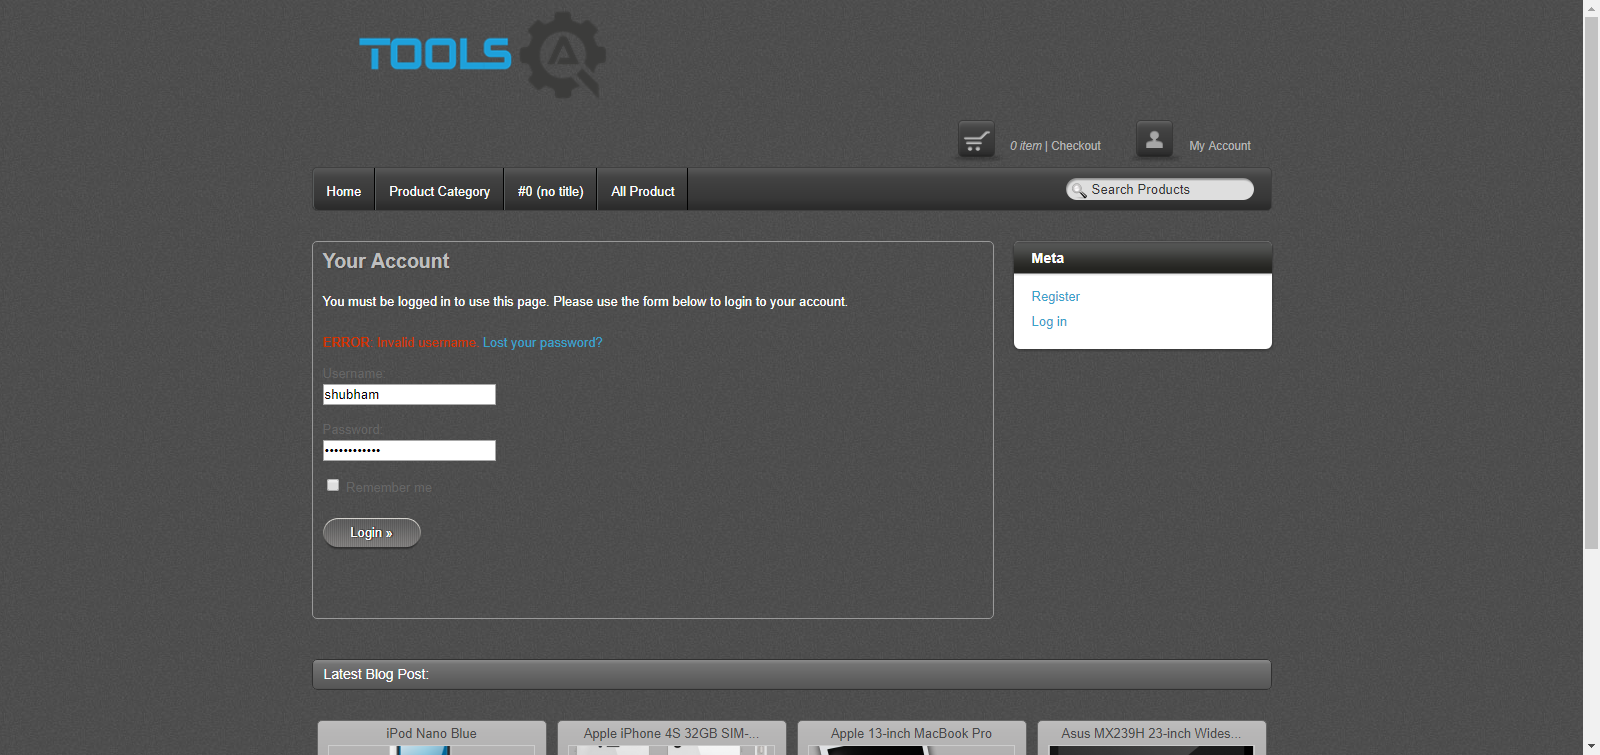 TOOLS
0 item | Checkout
My Account
Home
Product Category
#0 (no title)
All Product
Search Products
Your Account
You must be logged in to use this page. Please use the form below to login to your account.
ERROR: Invalid username. Lost your password?
Username:
shubham
Password:
••••••••••••
Remember me
Login »
Meta
Register
Log in
Latest Blog Post:
iPod Nano Blue
Apple iPhone 4S 32GB SIM-...
Apple 13-inch MacBook Pro
Asus MX239H 23-inch Wides...